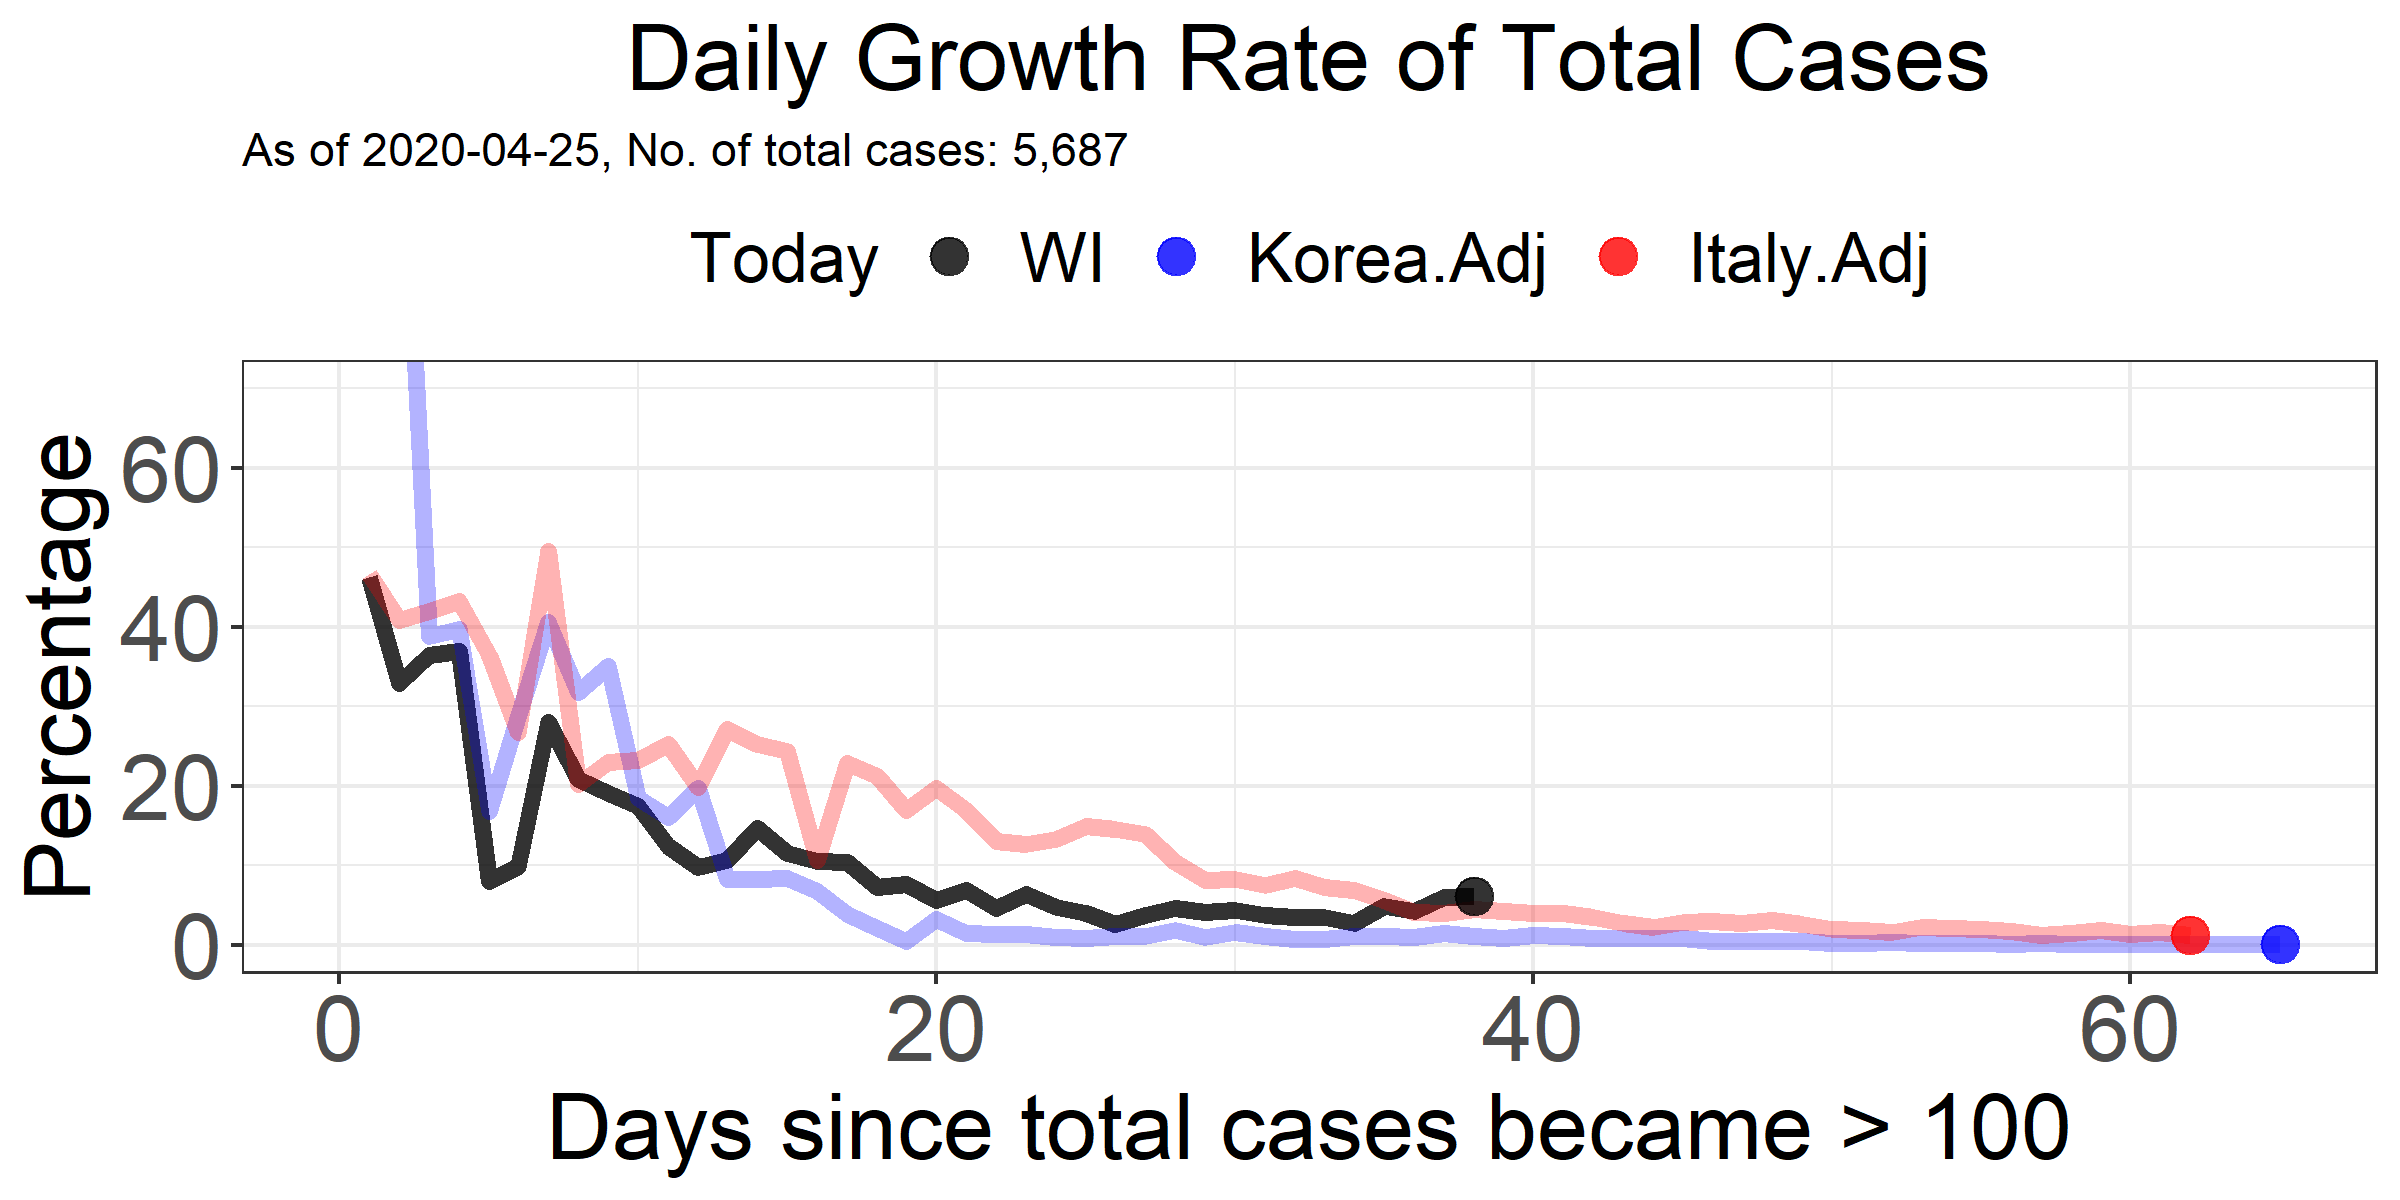 Daily Growth Rate of Total Cases
As of 2020-04-25, No. of total cases: 5,687
Today WI Korea.Adj Italy.Adj
Percentage
60
40
20
0
0 20 40 60
Days since total cases became > 100